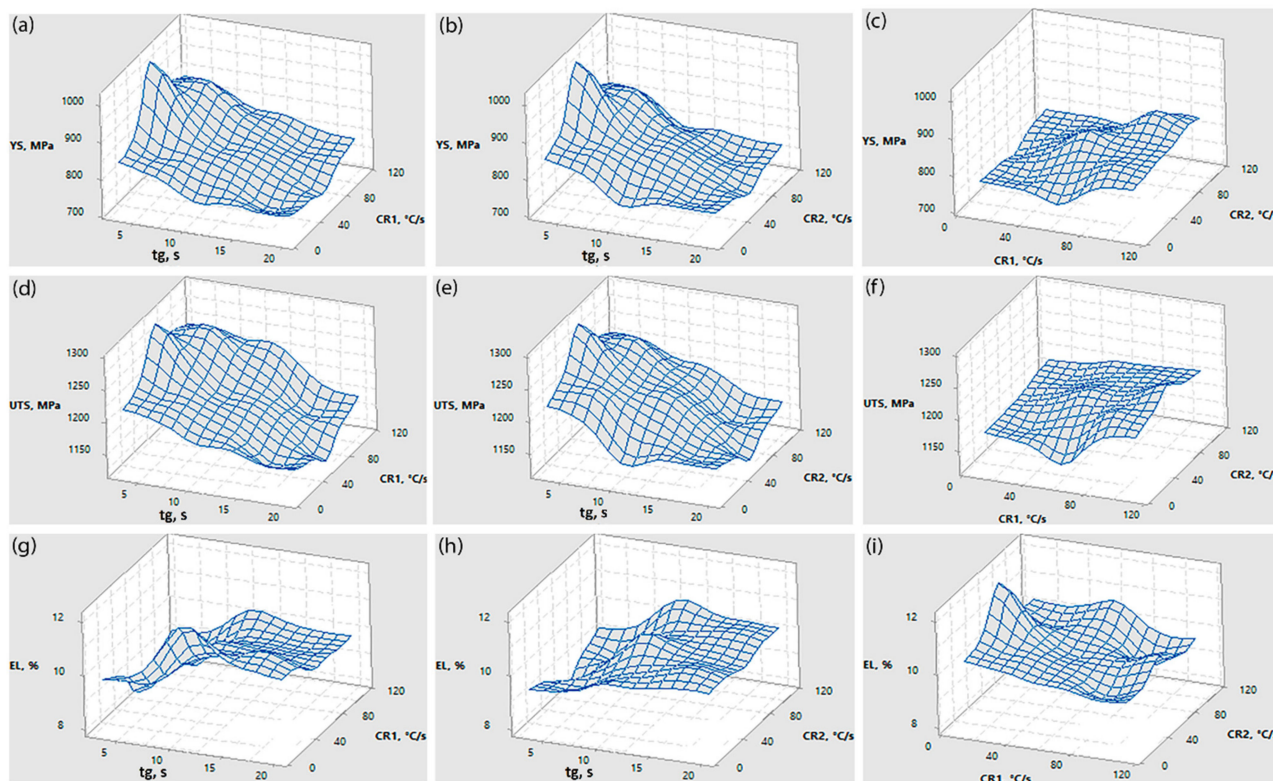 (a)
1000
900
YS, MPa
800
700
5
10
15
20
tg, s
0
40
80
120
CR1, °C/s
(b)
1000
900
YS, MPa
800
700
5
10
15
20
tg, s
0
40
80
120
CR2, °C/s
(c)
1000
900
YS, MPa
800
700
0
40
80
120
CR1, °C/s
0
40
80
120
CR2, °C/s
(d)
1300
1250
UTS, MPa
1200
1150
5
10
15
20
tg, s
0
40
80
120
CR1, °C/s
(e)
1300
1250
UTS, MPa
1200
1150
5
10
15
20
tg, s
0
40
80
120
CR2, °C/s
(f)
1300
1250
UTS, MPa
1200
1150
0
40
80
120
CR1, °C/s
0
40
80
120
CR2, °C/s
(g)
12
EL, %
10
8
5
10
15
20
tg, s
0
40
80
120
CR1, °C/s
(h)
12
EL, %
10
8
5
10
15
20
tg, s
0
40
80
120
CR2, °C/s
(i)
12
EL, %
10
8
0
40
80
120
CR1, °C/s
0
40
80
120
CR2, °C/s